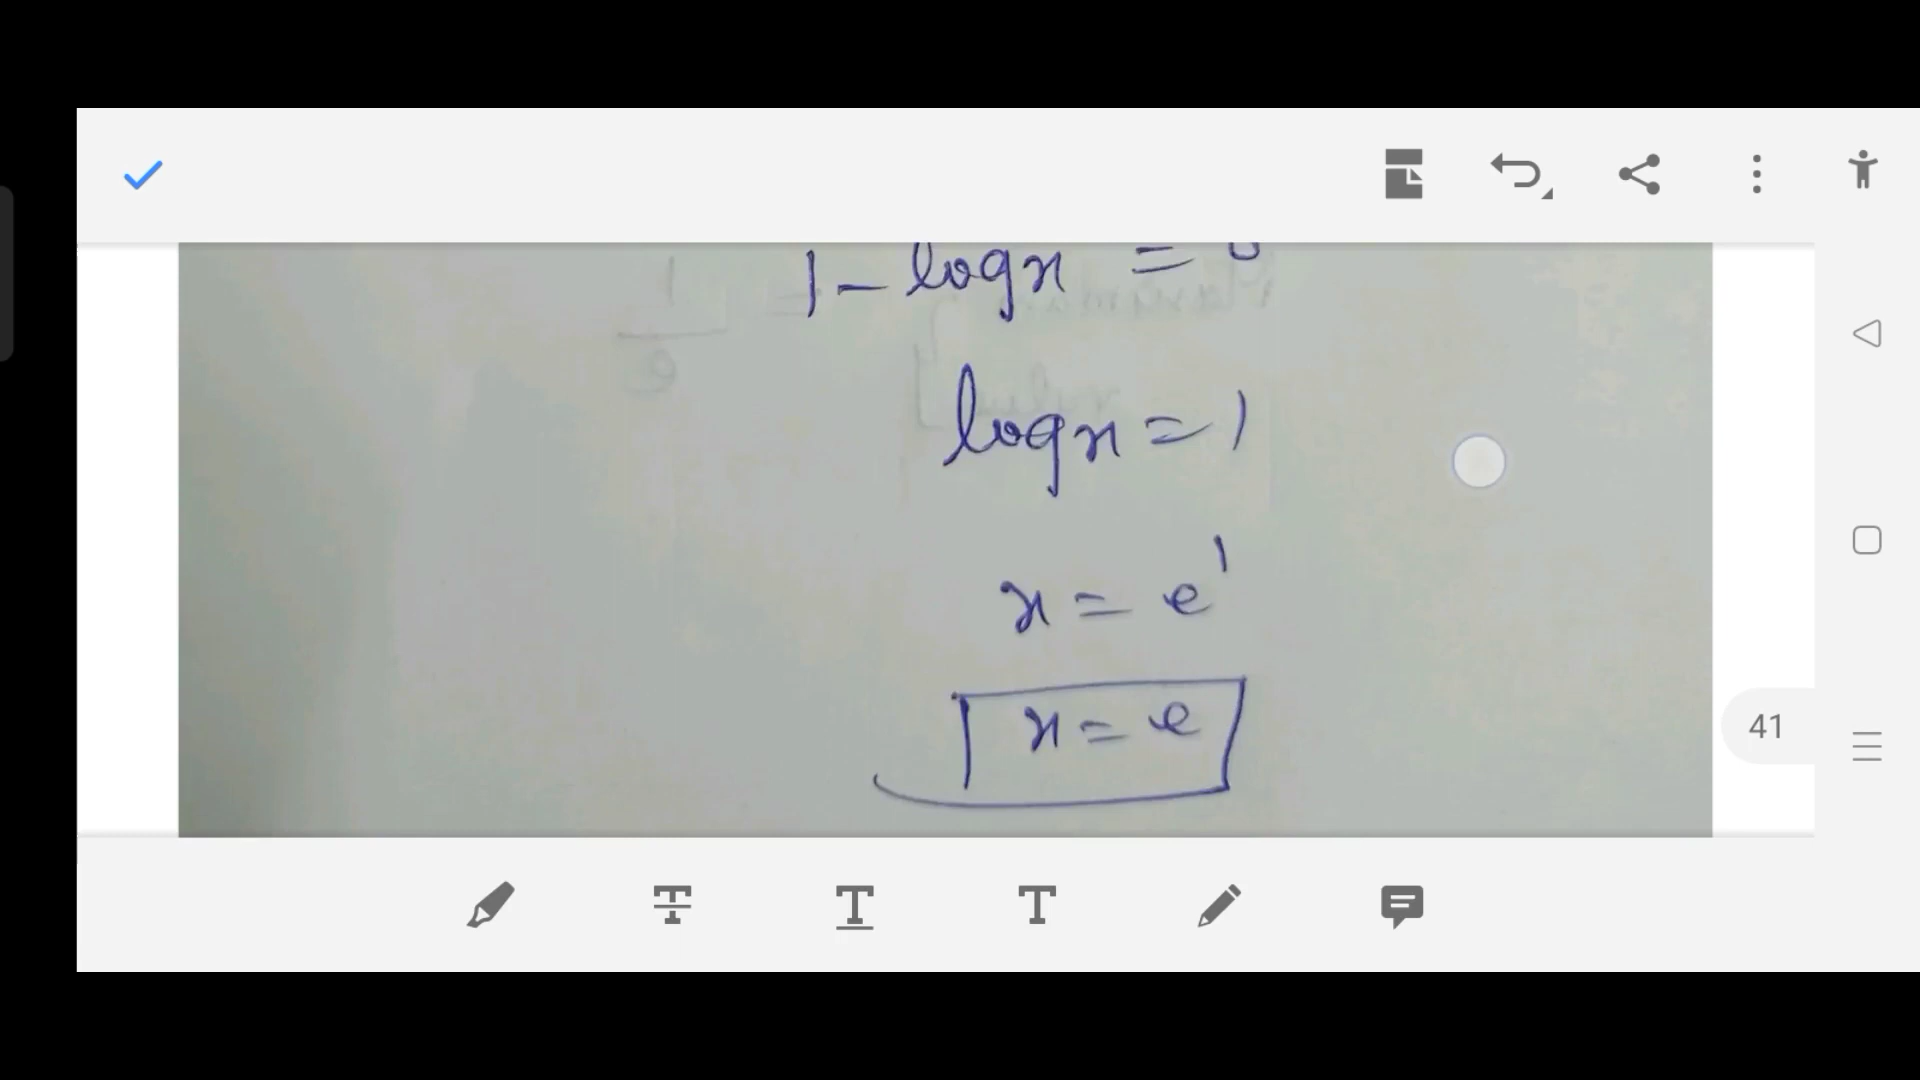 1 - log x = 0
log x = 1
x = e¹
x = e
41